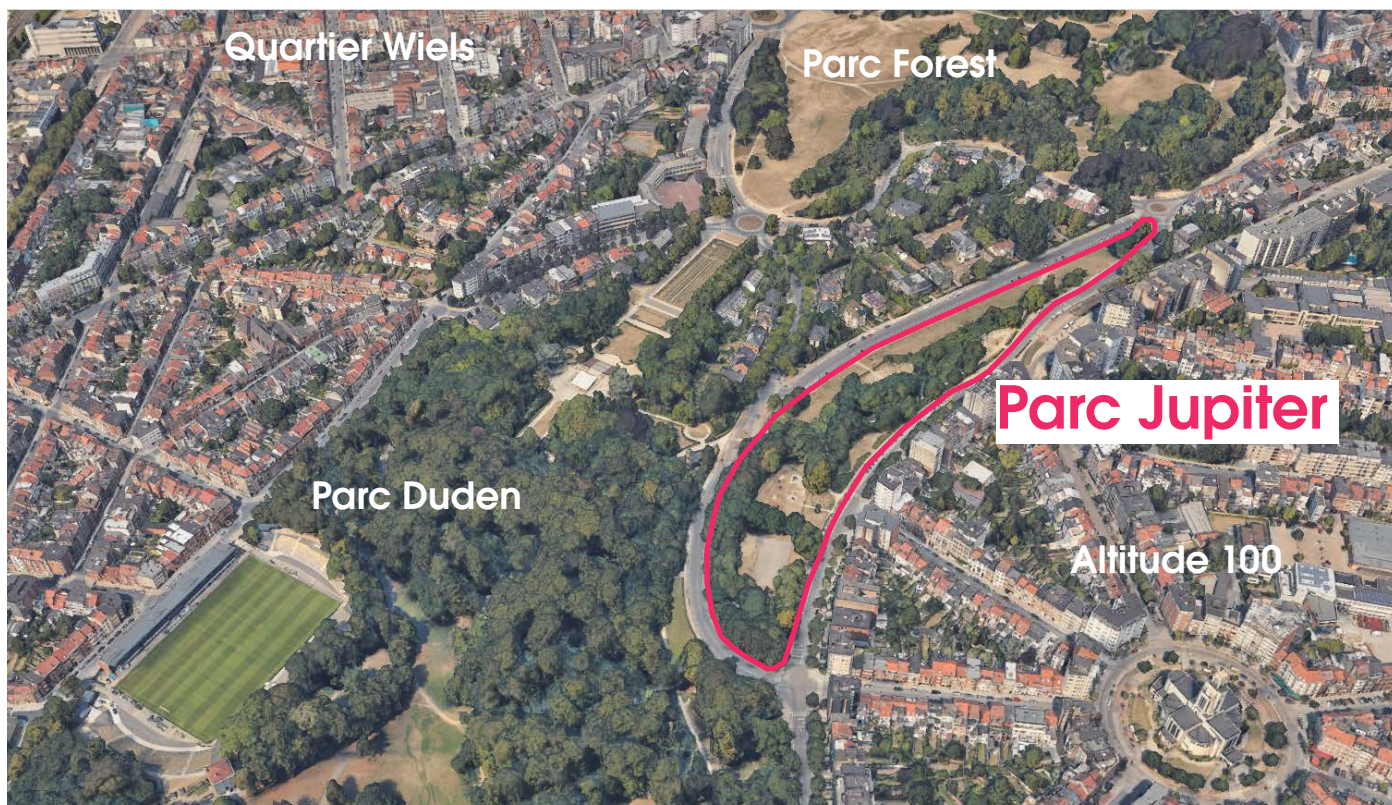 Quartier Wiels
Parc Forest
Parc Jupiter
Parc Duden
Altitude 100